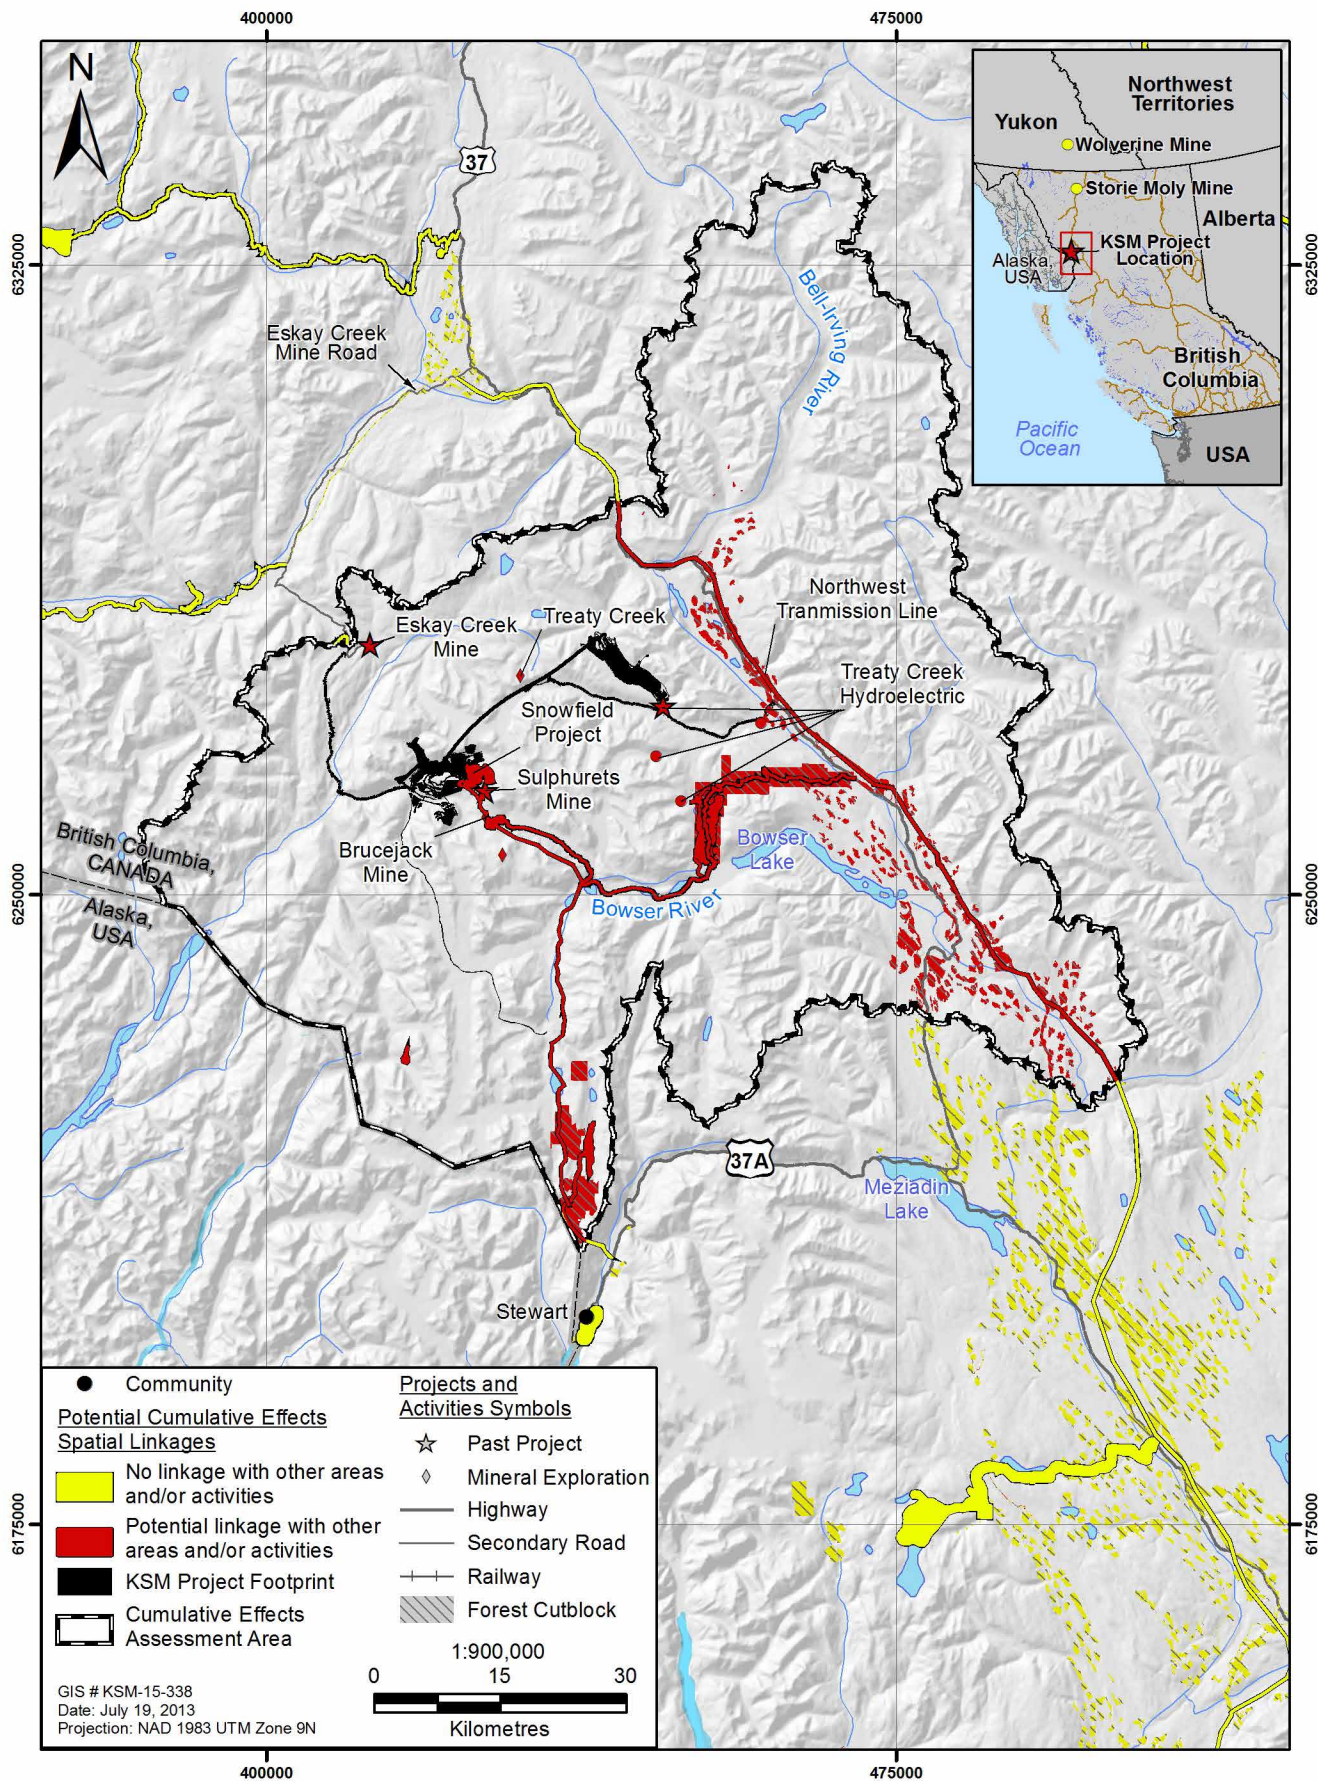 400000
475000
N
37
Northwest
Territories
Yukon
Wolverine Mine
Storie Moly Mine
Alberta
KSM Project
Location
Alaska,
USA
British
Columbia
Pacific
Ocean
USA
6325000
6325000
Bell-Irving River
Eskay Creek
Mine Road
Northwest
Tranmission Line
Eskay Creek
Mine
Treaty Creek
Treaty Creek
Hydroelectric
Snowfield
Project
Sulphurets
Mine
Brucejack
Mine
Bowser
Lake
British Columbia,
CANADA
Alaska,
USA
Bowser River
6250000
6250000
37A
Meziadin
Lake
Stewart
Community
Potential Cumulative Effects
Spatial Linkages
No linkage with other areas
and/or activities
Potential linkage with other
areas and/or activities
KSM Project Footprint
Cumulative Effects
Assessment Area
Projects and
Activities Symbols
Past Project
Mineral Exploration
Highway
Secondary Road
Railway
Forest Cutblock
1:900,000
0 15 30
Kilometres
GIS # KSM-15-338
Date: July 19, 2013
Projection: NAD 1983 UTM Zone 9N
6175000
6175000
400000
475000